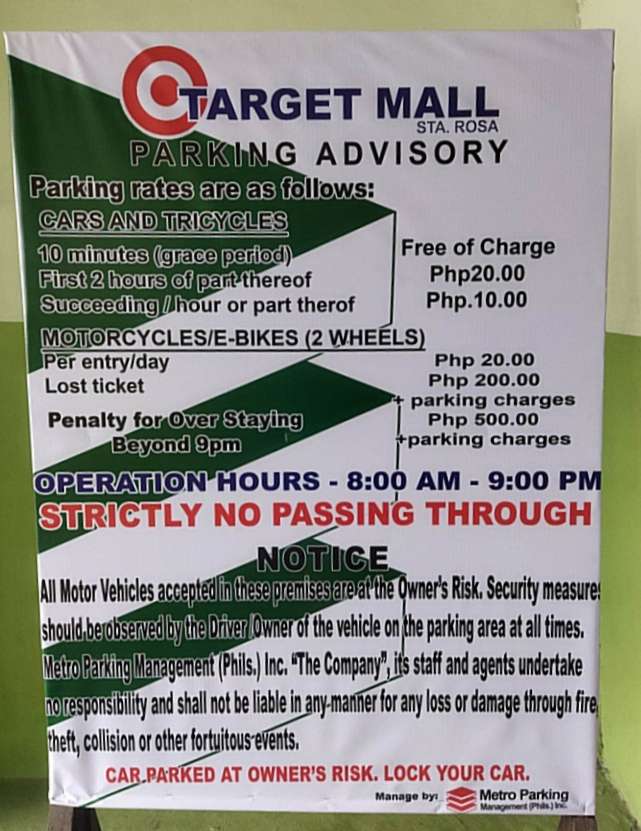 TARGET MALL
STA. ROSA
PARKING ADVISORY
Parking rates are as follows:
CARS AND TRICYCLES
10 minutes (grace period) Free of Charge
First 2 hours of part thereof Php20.00
Succeeding / hour or part therof Php.10.00
MOTORCYCLES/E-BIKES (2 WHEELS)
Per entry/day Php 20.00
Lost ticket Php 200.00
+ parking charges
Penalty for Over Staying Php 500.00
Beyond 9pm +parking charges
OPERATION HOURS - 8:00 AM - 9:00 PM
STRICTLY NO PASSING THROUGH
NOTICE
All Motor Vehicles accepted in these premises are at the Owner's Risk. Security measures
should be observed by the Driver/Owner of the vehicle on the parking area at all times.
Metro Parking Management (Phils.) Inc. "The Company", its staff and agents undertake
no responsibility and shall not be liable in any manner for any loss or damage through fire,
theft, collision or other fortuitous events.
CAR PARKED AT OWNER'S RISK. LOCK YOUR CAR.
Manage by: Metro Parking
Management (Phils.) Inc.